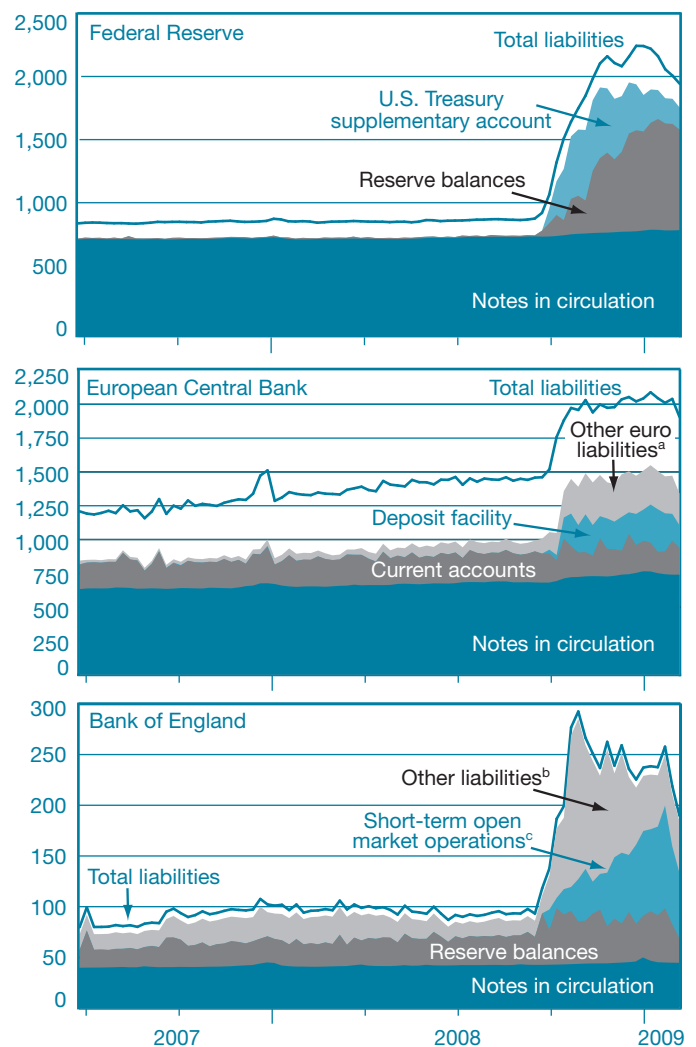 2,500
Federal Reserve
Total liabilities
2,000
U.S. Treasury
supplementary account
1,500
Reserve balances
1,000
500
Notes in circulation
0
2,250
European Central Bank
Total liabilities
2,000
Other euro
liabilitiesᵃ
1,750
1,500
1,250
Deposit facility
1,000
Current accounts
750
500
Notes in circulation
250
0
300
Bank of England
250
Other liabilitiesᵇ
200
Short-term open
market operationsᶜ
150
Total liabilities
100
Reserve balances
50
Notes in circulation
0
2007
2008
2009